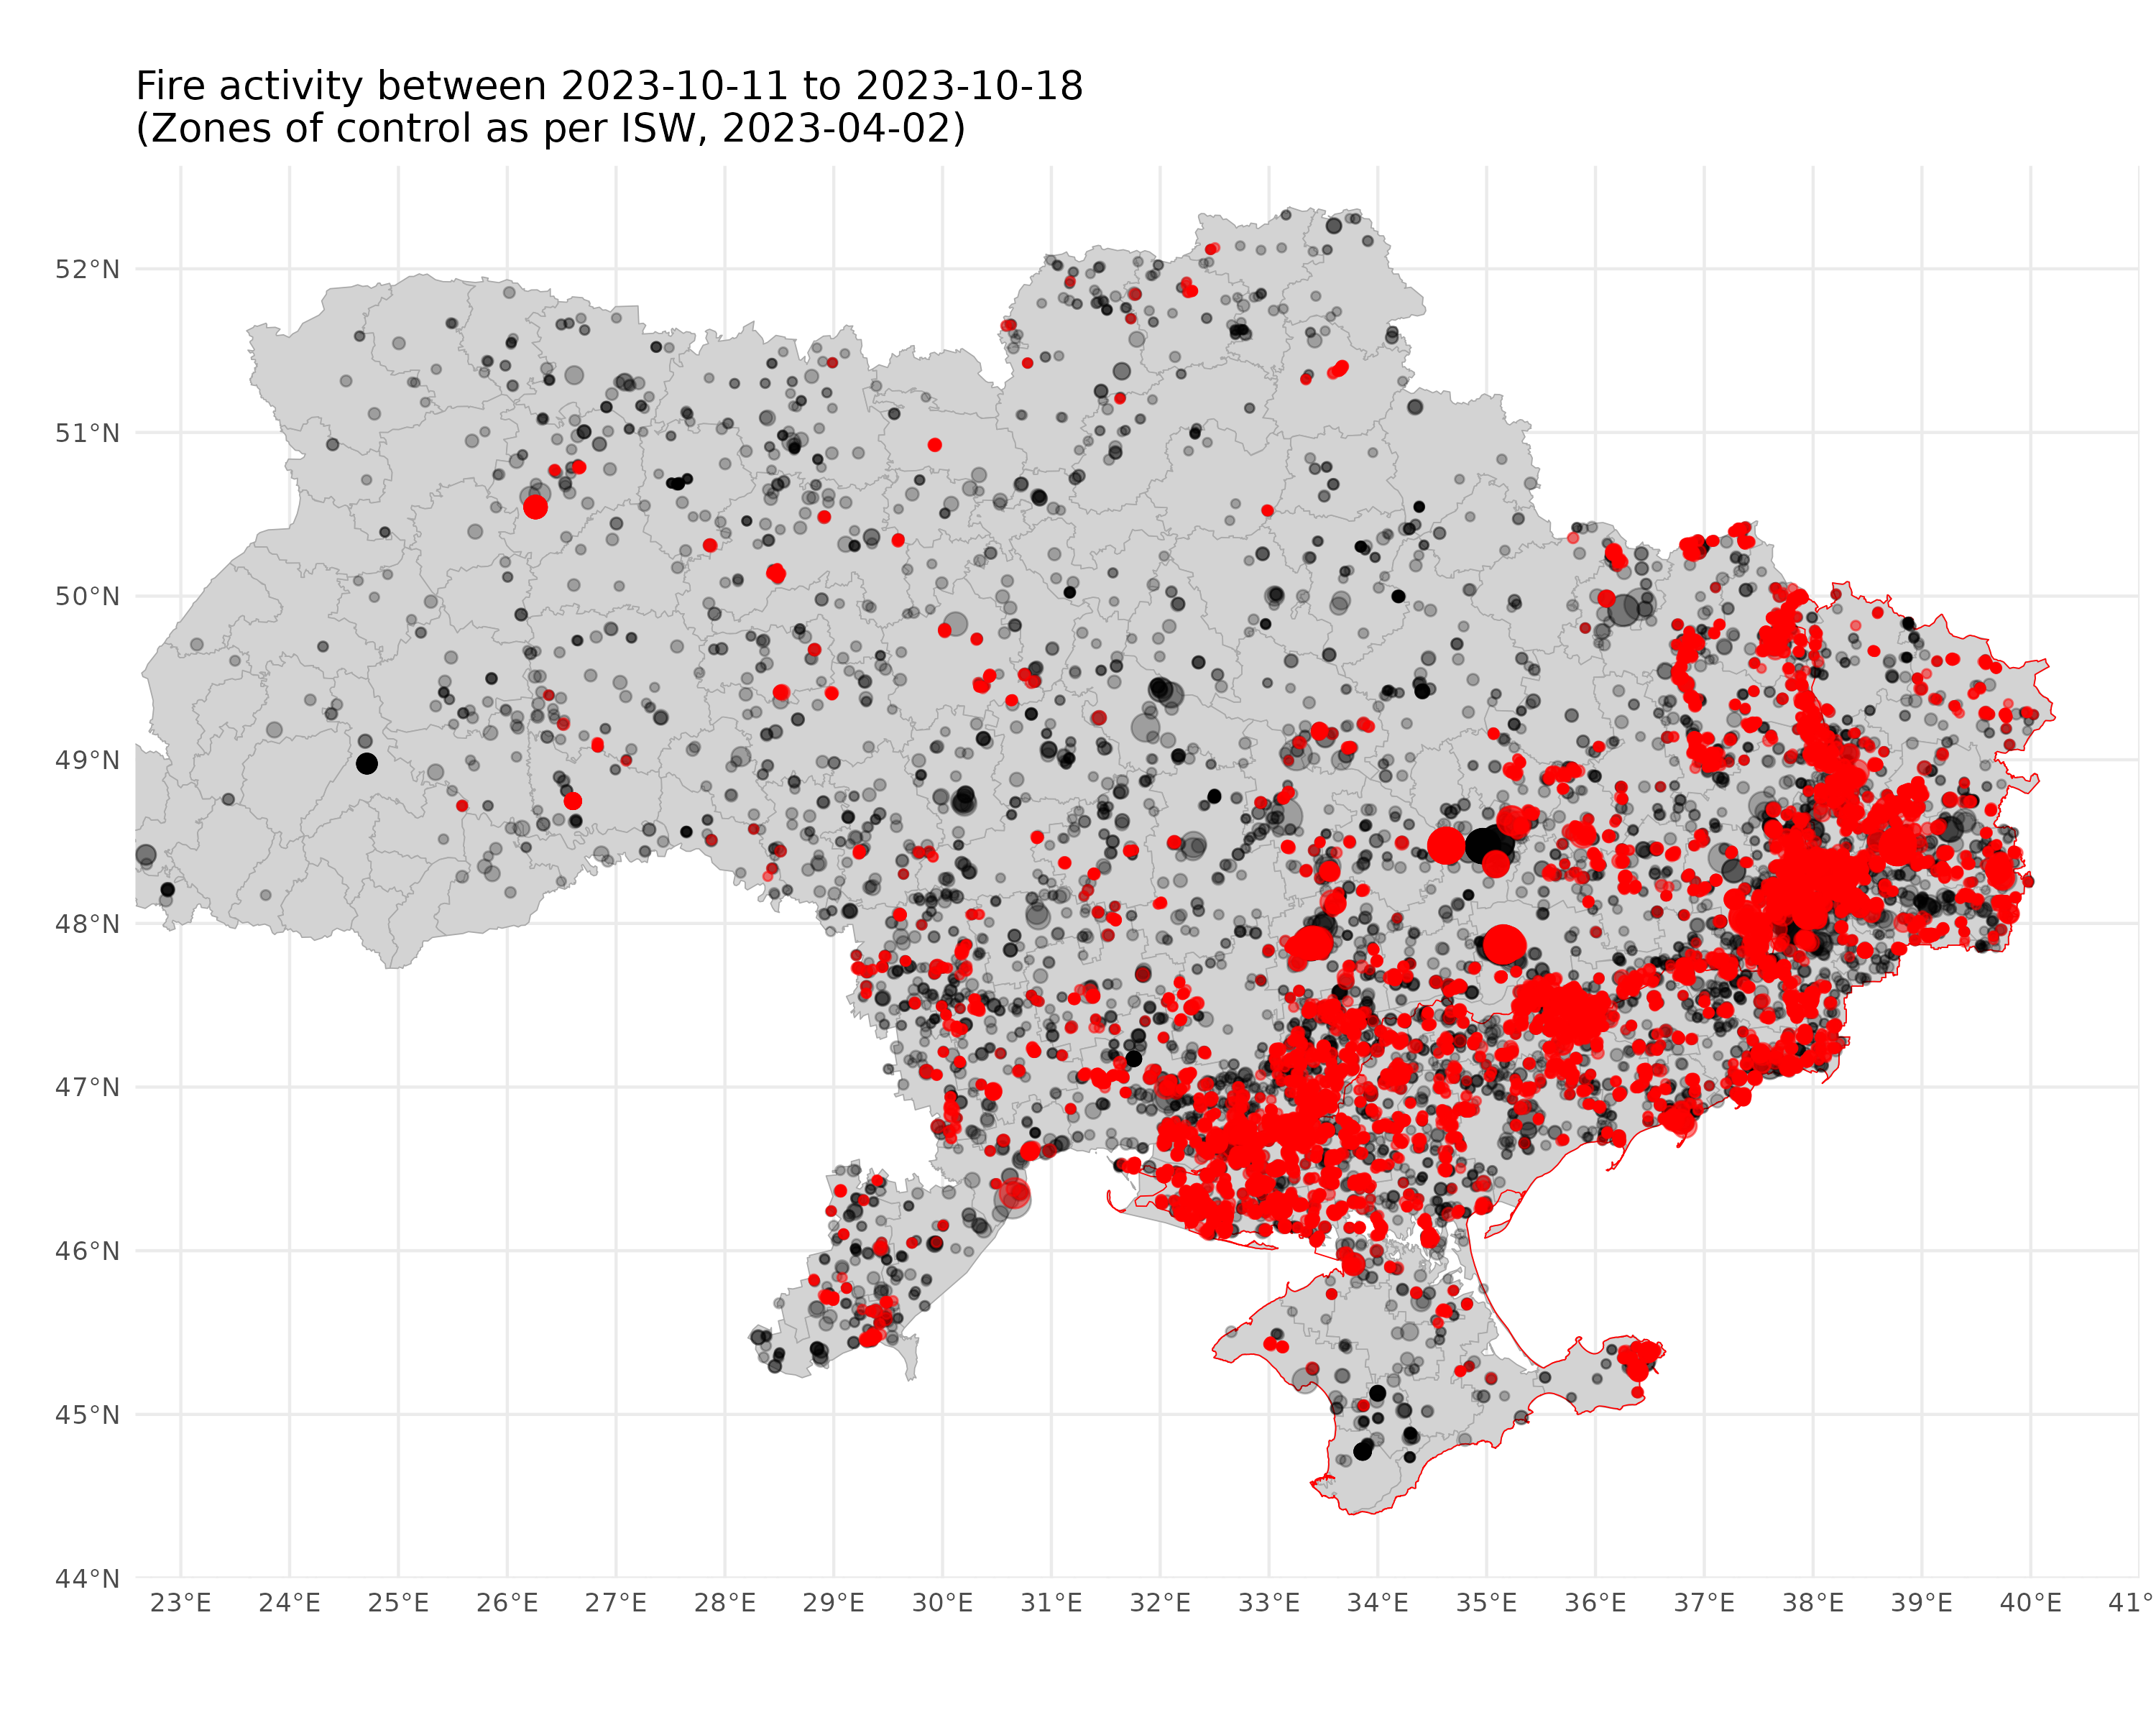 Fire activity between 2023-10-11 to 2023-10-18
(Zones of control as per ISW, 2023-04-02)
52°N
51°N
50°N
49°N
48°N
47°N
46°N
45°N
44°N
23°E 24°E 25°E 26°E 27°E 28°E 29°E 30°E 31°E 32°E 33°E 34°E 35°E 36°E 37°E 38°E 39°E 40°E 41°